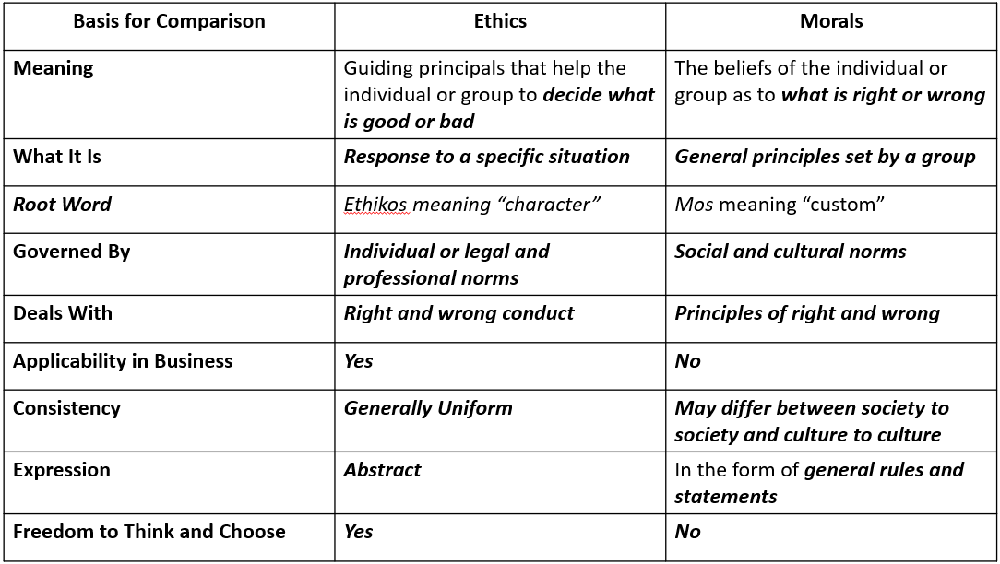 Basis for Comparison Ethics Morals
Meaning Guiding principals that help the The beliefs of the individual or
individual or group to decide what group as to what is right or wrong
is good or bad
What It Is Response to a specific situation General principles set by a group
Root Word Ethikos meaning “character” Mos meaning “custom”
Governed By Individual or legal and Social and cultural norms
professional norms
Deals With Right and wrong conduct Principles of right and wrong
Applicability in Business Yes No
Consistency Generally Uniform May differ between society to
society and culture to culture
Expression Abstract In the form of general rules and
statements
Freedom to Think and Choose Yes No